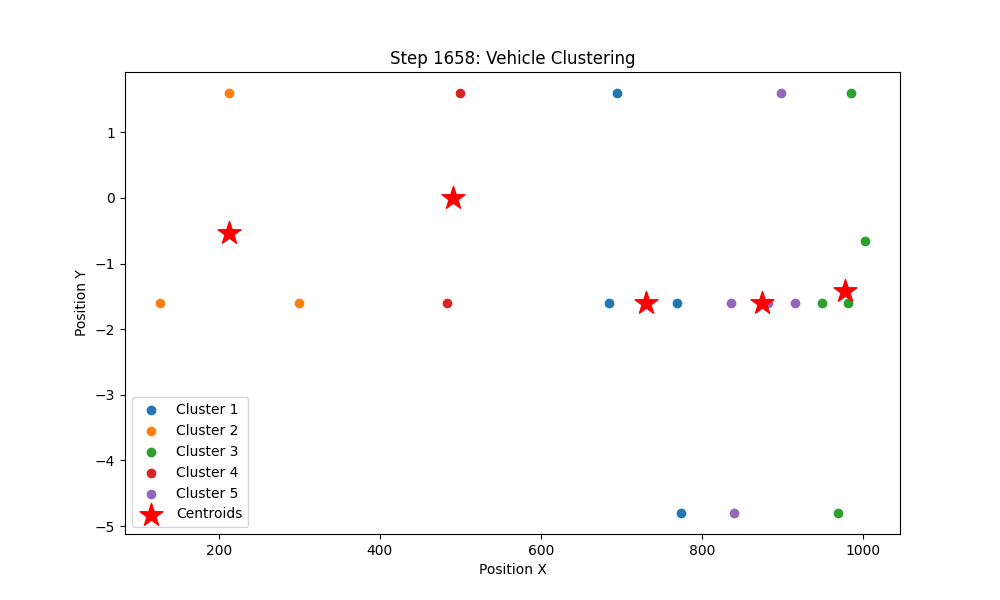 Step 1658: Vehicle Clustering
Position Y
1
0
−1
−2
−3
−4
−5
Cluster 1
Cluster 2
Cluster 3
Cluster 4
Cluster 5
Centroids
200
400
600
800
1000
Position X